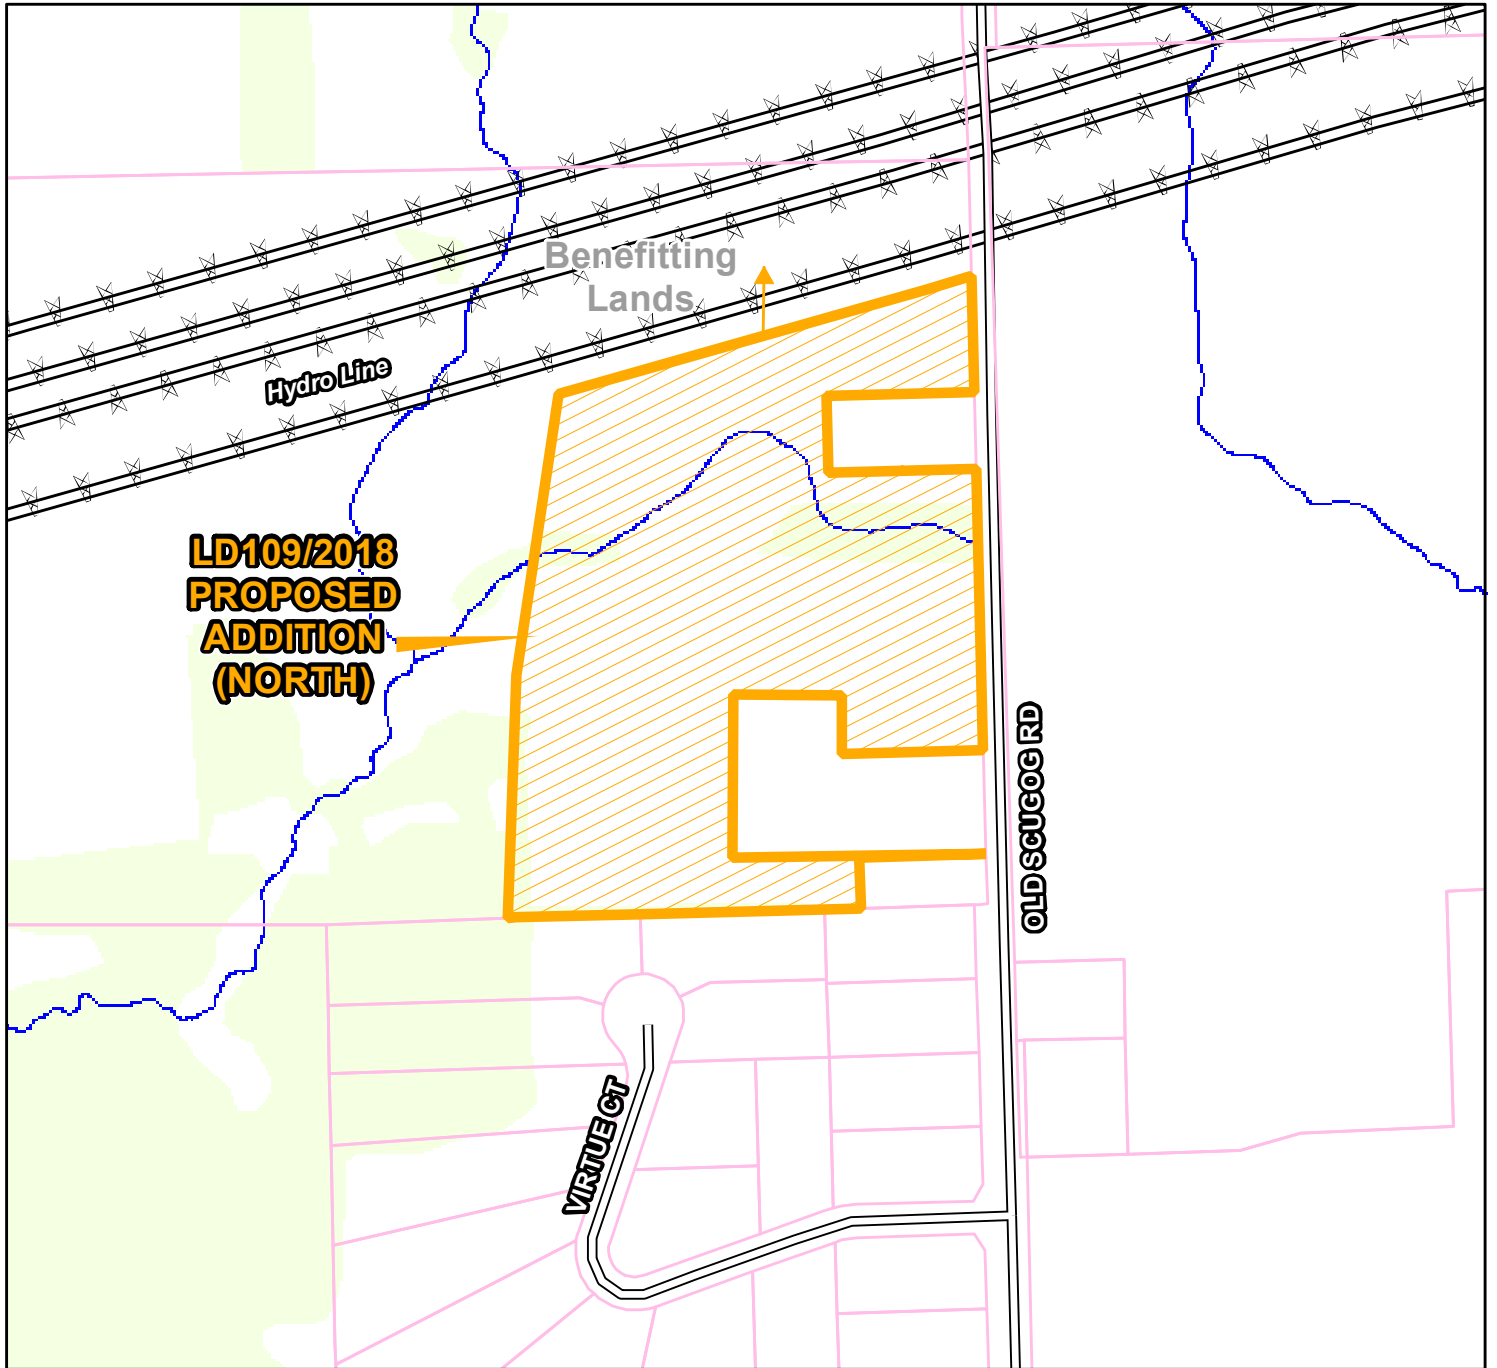 Benefitting
Lands
Hydro Line
LD109/2018
PROPOSED
ADDITION
(NORTH)
OLD SCUGOG RD
VIRTUE CT